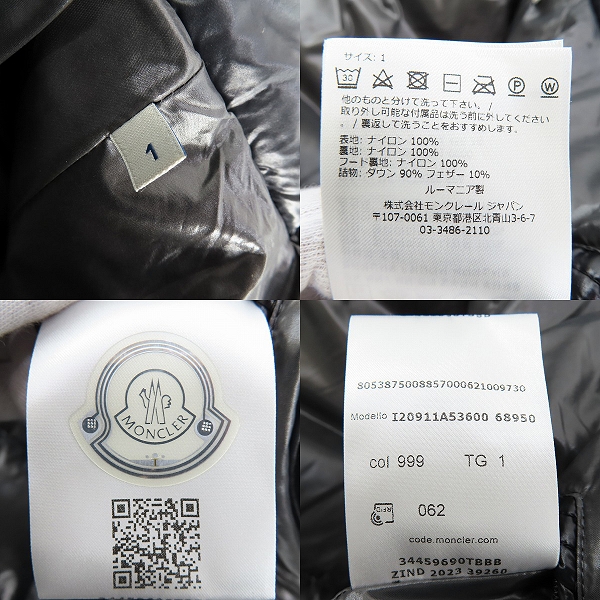 1
サイズ: 1
30
P
W
他のものと分けて洗って下さい。/
取り外し可能な付属品は洗う前に外してください
。/ 裏返して洗うことをおすすめします。
表地: ナイロン 100%
裏地: ナイロン 100%
フード裏地: ナイロン 100%
詰物: ダウン 90% フェザー 10%
ルーマニア製
株式会社モンクレール ジャパン
〒107-0061 東京都港区北青山3-6-7
03-3486-2110
MONCLER
1
8053875008857000621009730
Modello I20911A53600 68950
col 999 TG 1
RFID 062
code.moncler.com
34459690TBBB
ZIND 2023 39260